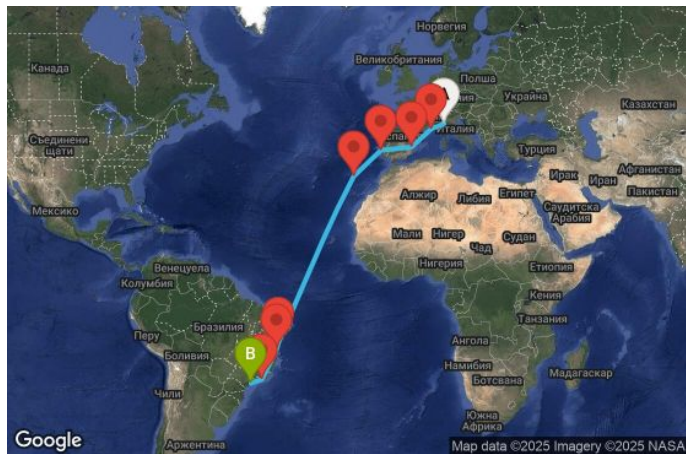 Норвегия
Великобритания
Канада
Полша
Украйна
Казахстан
Италия
Съединени
щати
Турция
Ирак
Афганистан
Иран
Пакистан
Алжир
Либия
Египет
Саудитска
Арабия
Мексико
Мали
Нигер
Чад
Судан
Нигерия
Етиопия
Венецуела
Колумбия
Кения
Бразилия
Танзания
Перу
Ангола
B
Боливия
Намибия
Ботсвана
Мадагаскар
Чили
Южна
Африка
Аржентина
Google
Map data ©2025 Imagery ©2025 NASA